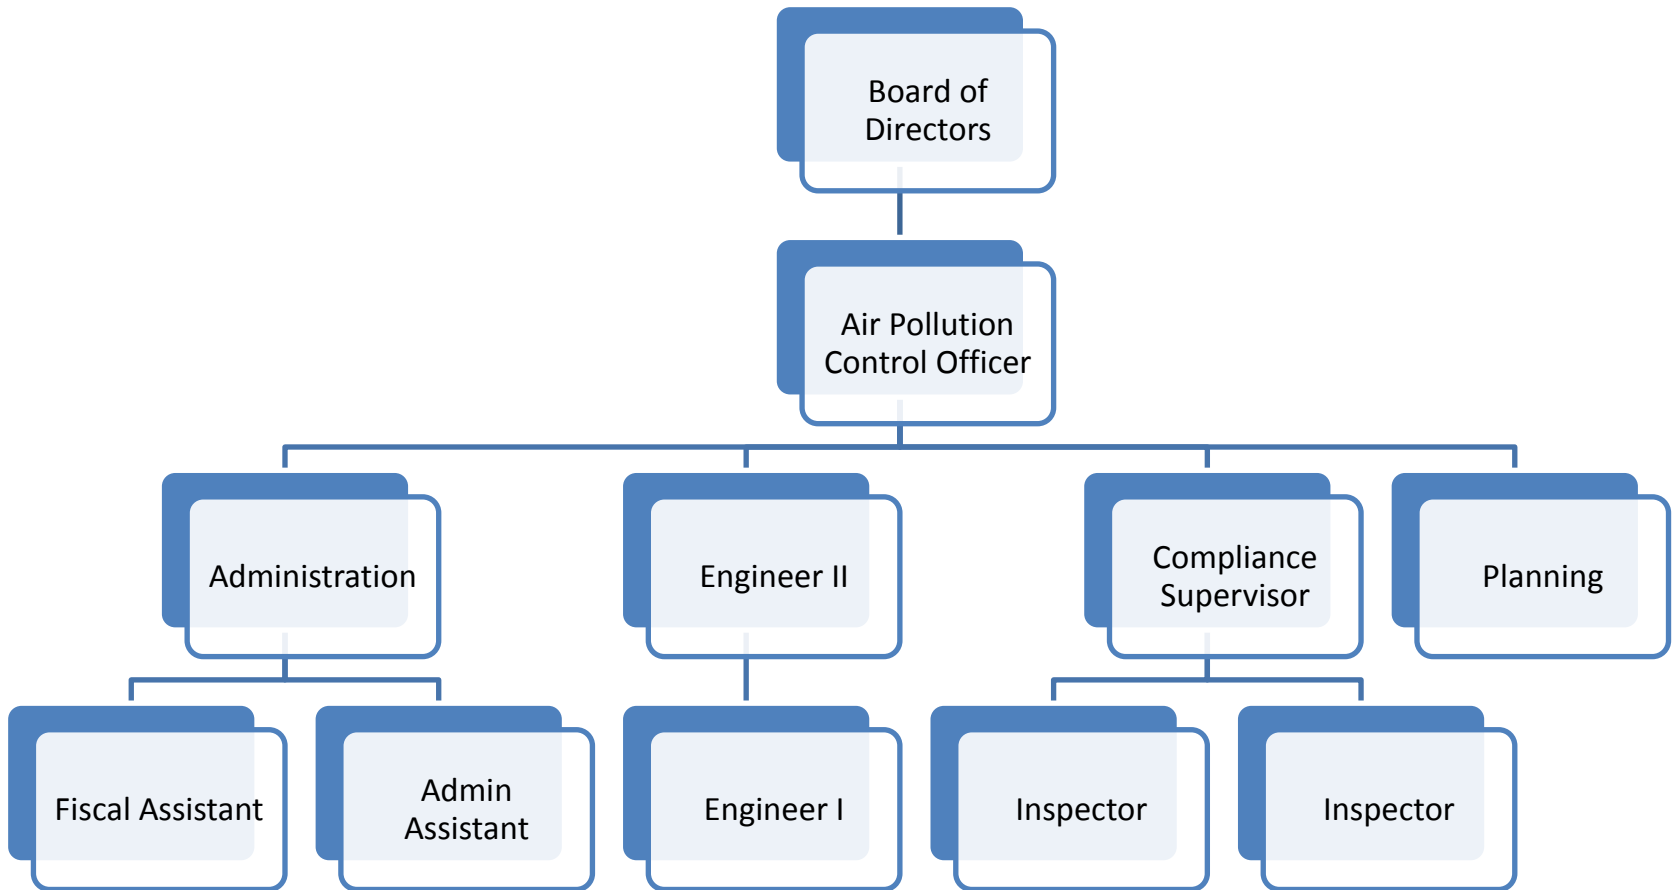 Board of
Directors
Air Pollution
Control Officer
Administration
Engineer II
Compliance
Supervisor
Planning
Fiscal Assistant
Admin
Assistant
Engineer I
Inspector
Inspector